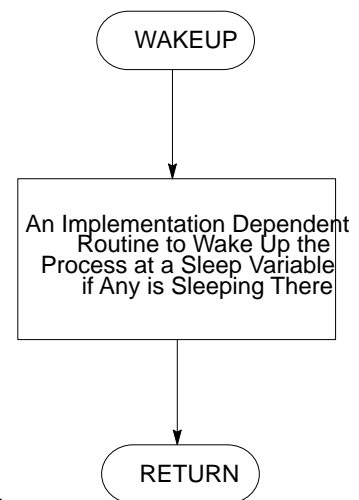 WAKEUP
An Implementation Dependent
Routine to Wake Up the
Process at a Sleep Variable
if Any is Sleeping There
RETURN